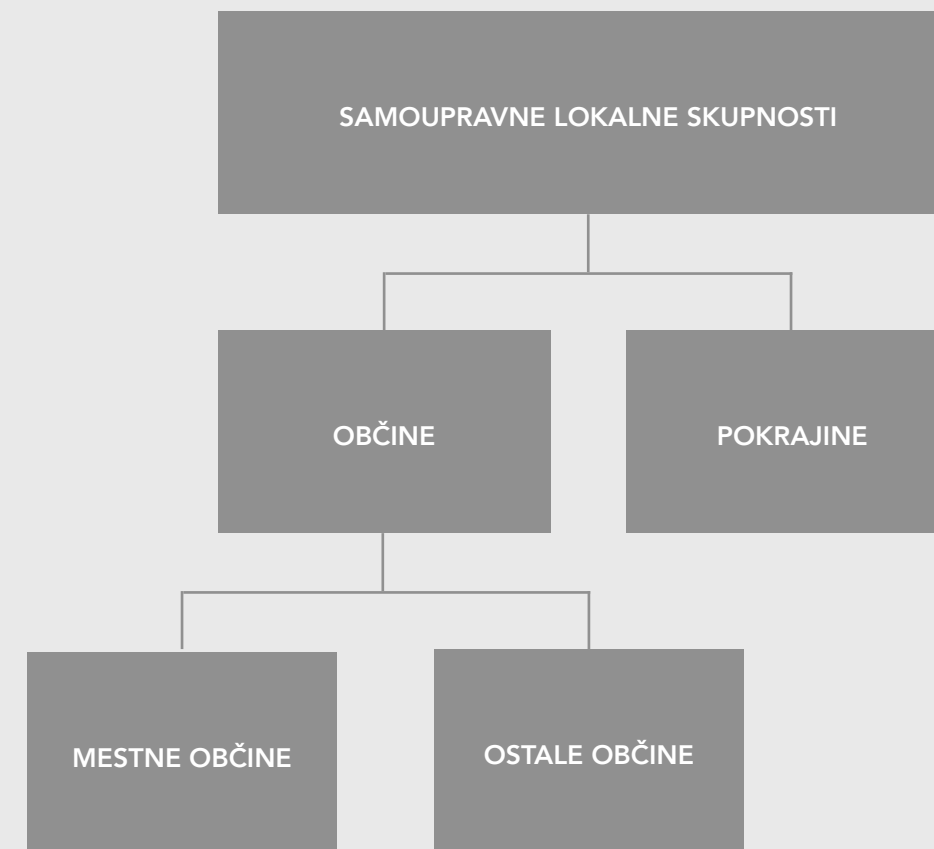 SAMOUPRAVNE LOKALNE SKUPNOSTI
OBČINE
POKRAJINE
MESTNE OBČINE
OSTALE OBČINE